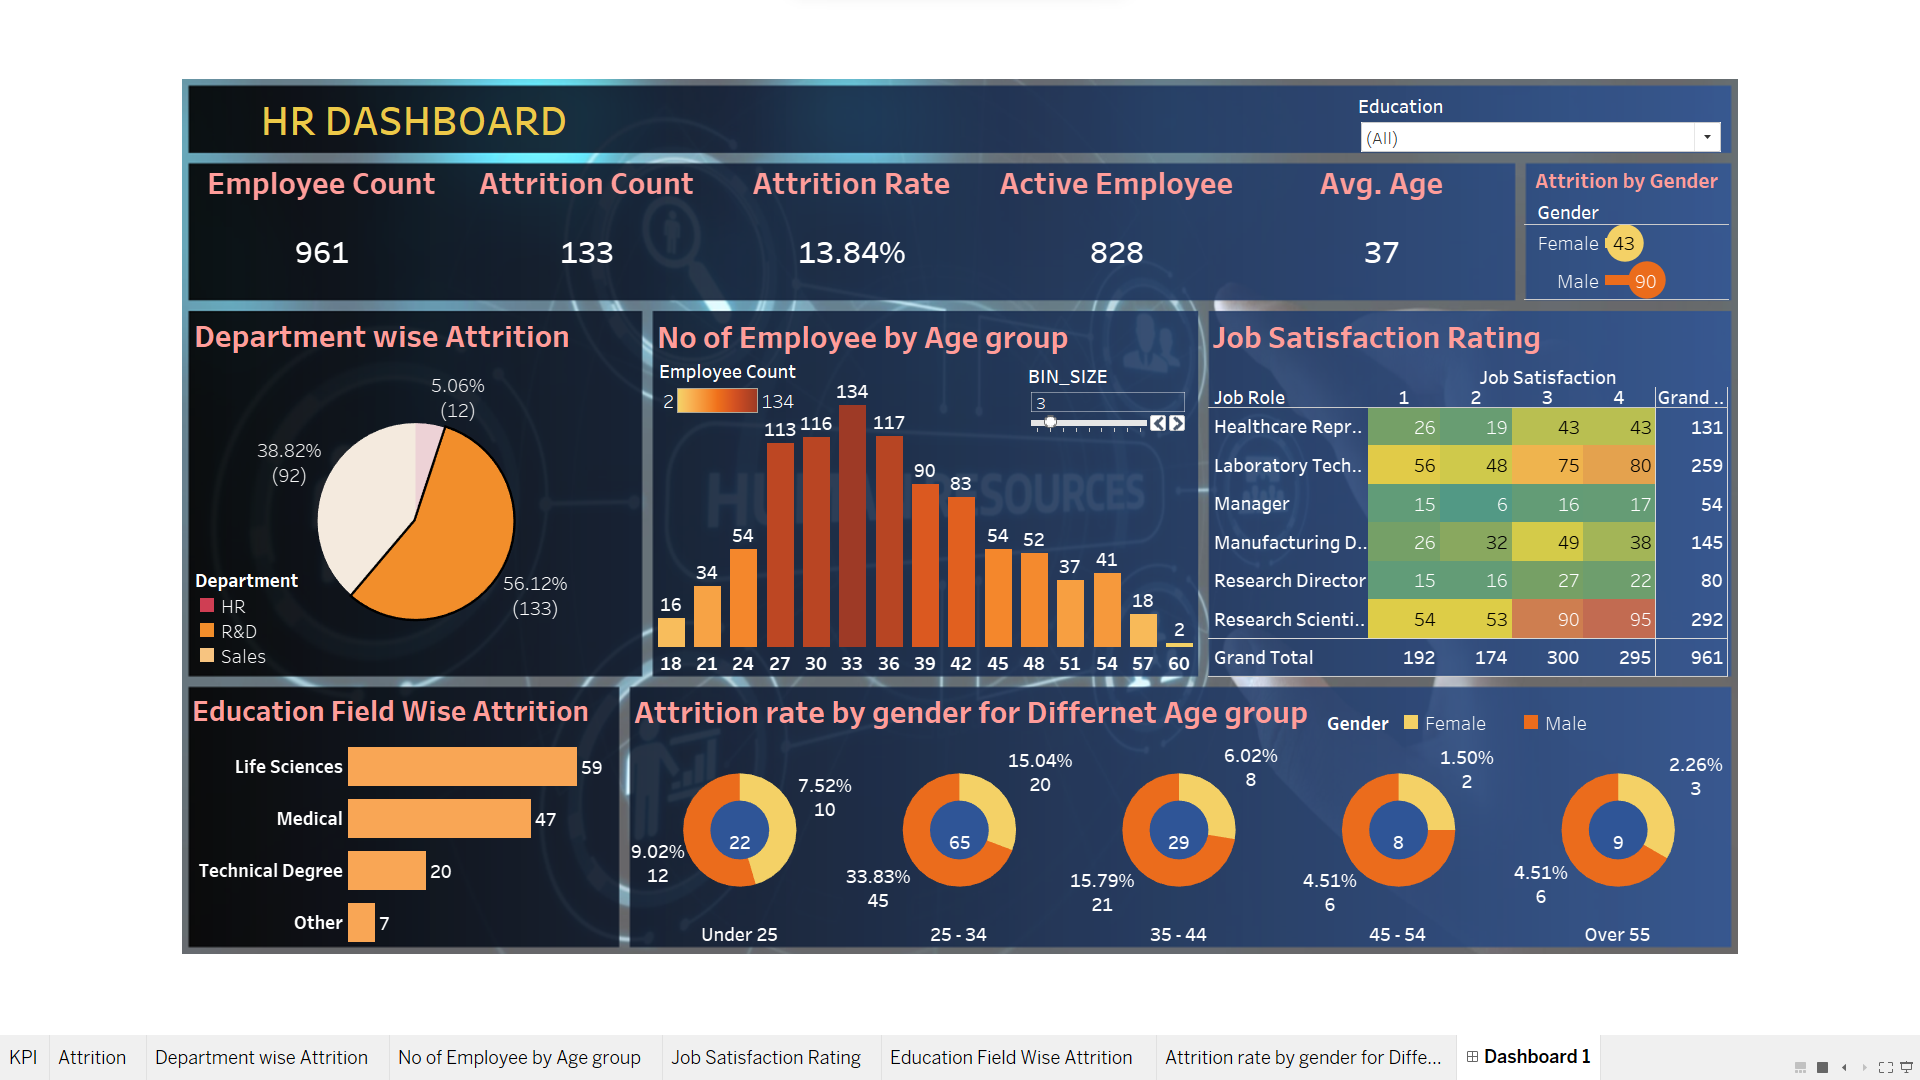 HR DASHBOARD
Education
(All)
Employee Count
Attrition Count
Attrition Rate
Active Employee
Avg. Age
961
133
13.84%
828
37
Attrition by Gender
Gender
Female 43
Male 90
Department wise Attrition
5.06%
(12)
38.82%
(92)
56.12%
(133)
Department
HR
R&D
Sales
No of Employee by Age group
Employee Count
2 134
BIN_SIZE
3
16 34 54 113 116 134 117 90 83 54 52 37 41 18 2
18 21 24 27 30 33 36 39 42 45 48 51 54 57 60
HUMAN RESOURCES
Job Satisfaction Rating
Job Satisfaction
Job Role 1 2 3 4 Grand ..
Healthcare Repr.. 26 19 43 43 131
Laboratory Tech.. 56 48 75 80 259
Manager 15 6 16 17 54
Manufacturing D.. 26 32 49 38 145
Research Director 15 16 27 22 80
Research Scienti.. 54 53 90 95 292
Grand Total 192 174 300 295 961
Education Field Wise Attrition
Life Sciences 59
Medical 47
Technical Degree 20
Other 7
Attrition rate by gender for Differnet Age group
Gender Female Male
7.52%
10
22
9.02%
12
Under 25
15.04%
20
65
33.83%
45
25 - 34
6.02%
8
29
15.79%
21
35 - 44
1.50%
2
8
4.51%
6
45 - 54
2.26%
3
9
4.51%
6
Over 55
KPI
Attrition
Department wise Attrition
No of Employee by Age group
Job Satisfaction Rating
Education Field Wise Attrition
Attrition rate by gender for Diffe...
Dashboard 1